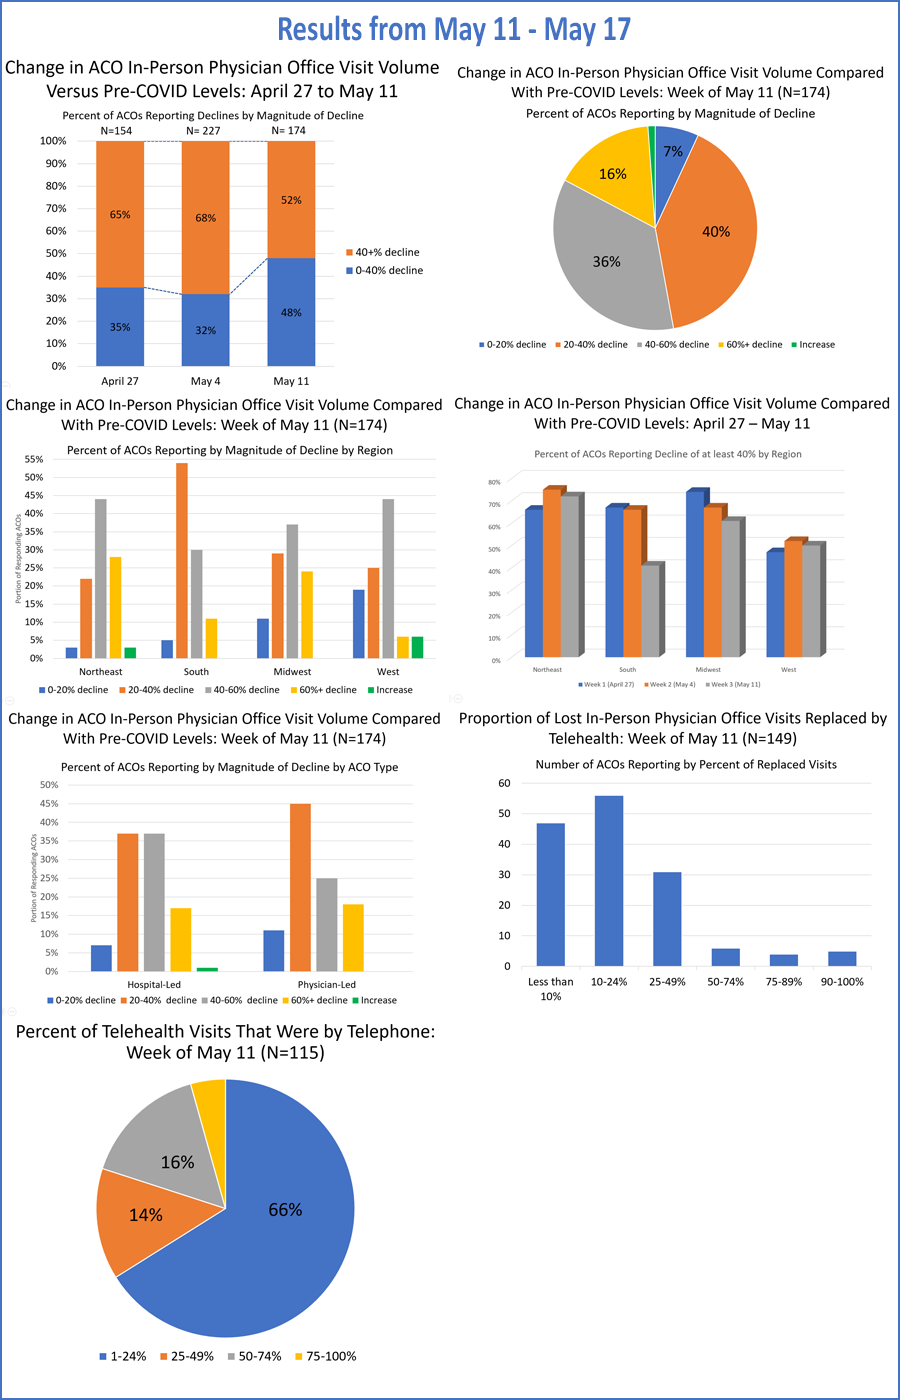 Results from May 11 - May 17
Change in ACO In-Person Physician Office Visit Volume
Versus Pre-COVID Levels: April 27 to May 11
Percent of ACOs Reporting Declines by Magnitude of Decline
N=154
N= 227
N= 174
100%
90%
80%
70%
60%
50%
40%
30%
20%
10%
0%
65%
68%
52%
35%
32%
48%
40+% decline
0-40% decline
April 27
May 4
May 11
Change in ACO In-Person Physician Office Visit Volume Compared
With Pre-COVID Levels: Week of May 11 (N=174)
Percent of ACOs Reporting by Magnitude of Decline
7%
16%
40%
36%
0-20% decline
20-40% decline
40-60% decline
60%+ decline
Increase
Change in ACO In-Person Physician Office Visit Volume Compared
With Pre-COVID Levels: Week of May 11 (N=174)
Percent of ACOs Reporting by Magnitude of Decline by Region
Portion of Responding ACOs
55%
50%
45%
40%
35%
30%
25%
20%
15%
10%
5%
0%
Northeast
South
Midwest
West
0-20% decline
20-40% decline
40-60% decline
60%+ decline
Increase
Change in ACO In-Person Physician Office Visit Volume Compared
With Pre-COVID Levels: April 27 – May 11
Percent of ACOs Reporting Decline of at least 40% by Region
80%
70%
60%
50%
40%
30%
20%
10%
0%
Northeast
South
Midwest
West
Week 1 (April 27)
Week 2 (May 4)
Week 3 (May 11)
Change in ACO In-Person Physician Office Visit Volume Compared
With Pre-COVID Levels: Week of May 11 (N=174)
Percent of ACOs Reporting by Magnitude of Decline by ACO Type
Portion of Responding ACOs
50%
45%
40%
35%
30%
25%
20%
15%
10%
5%
0%
Hospital-Led
Physician-Led
0-20% decline
20-40% decline
40-60% decline
60%+ decline
Increase
Proportion of Lost In-Person Physician Office Visits Replaced by
Telehealth: Week of May 11 (N=149)
Number of ACOs Reporting by Percent of Replaced Visits
60
50
40
30
20
10
0
Less than
10%
10-24%
25-49%
50-74%
75-89%
90-100%
Percent of Telehealth Visits That Were by Telephone:
Week of May 11 (N=115)
16%
14%
66%
1-24%
25-49%
50-74%
75-100%